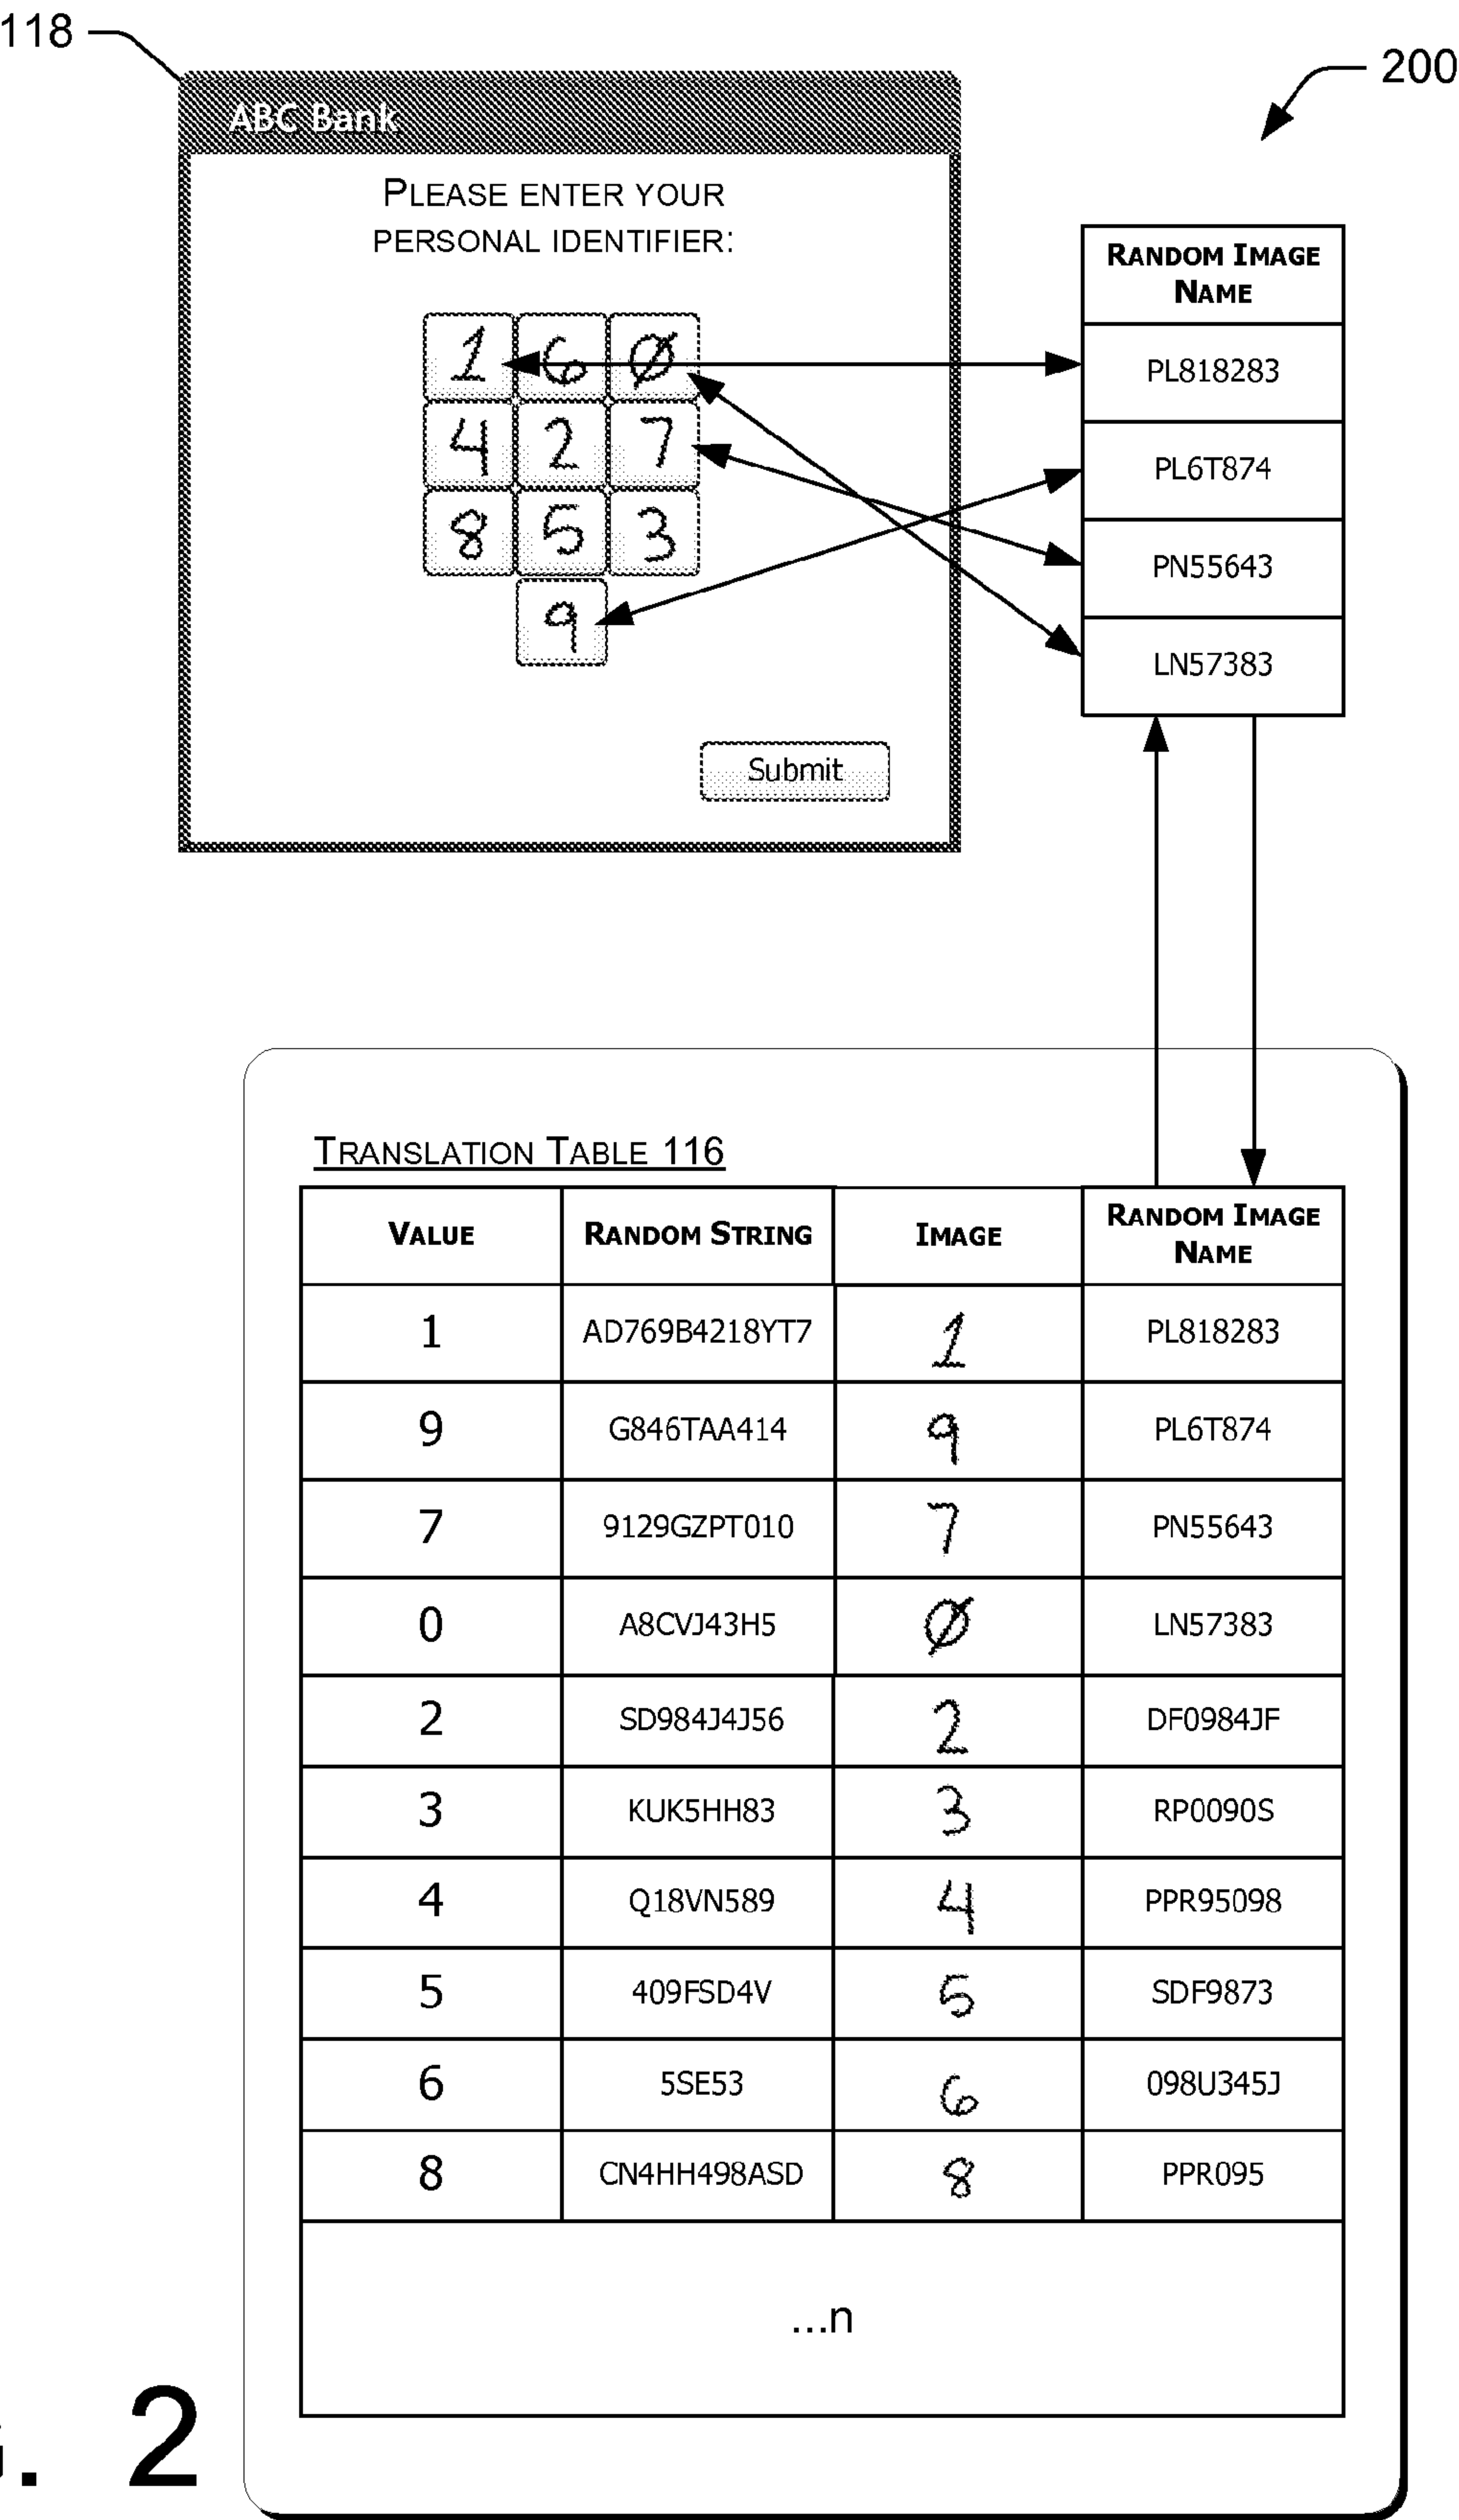 118
200
ABC Bank
PLEASE ENTER YOUR
PERSONAL IDENTIFIER:
1 6 0
4 2 7
8 5 3
9
Submit
RANDOM IMAGE
NAME
PL818283
PL6T874
PN55643
LN57383
TRANSLATION TABLE 116
VALUE RANDOM STRING IMAGE RANDOM IMAGE NAME
1 AD769B4218YT7 1 PL818283
9 G846TAA414 9 PL6T874
7 9129GZPT010 7 PN55643
0 A8CVJ43H5 0 LN57383
2 SD984J4J56 2 DF0984JF
3 KUK5HH83 3 RP0090S
4 Q18VN589 4 PPR95098
5 409FSD4V 5 SDF9873
6 5SE53 6 098U345J
8 CN4HH498ASD 8 PPR095
...n
. 2